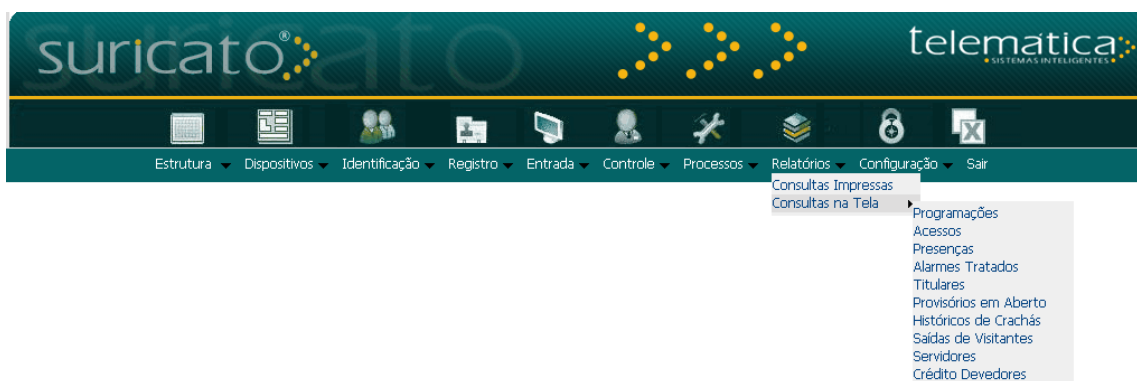 suricato®
telematica
SISTEMAS INTELIGENTES
Estrutura Dispositivos Identificação Registro Entrada Controle Processos Relatórios Configuração Sair
Consultas Impressas
Consultas na Tela
Programações
Acessos
Presenças
Alarmes Tratados
Titulares
Provisórios em Aberto
Históricos de Crachás
Saídas de Visitantes
Servidores
Crédito Devedores